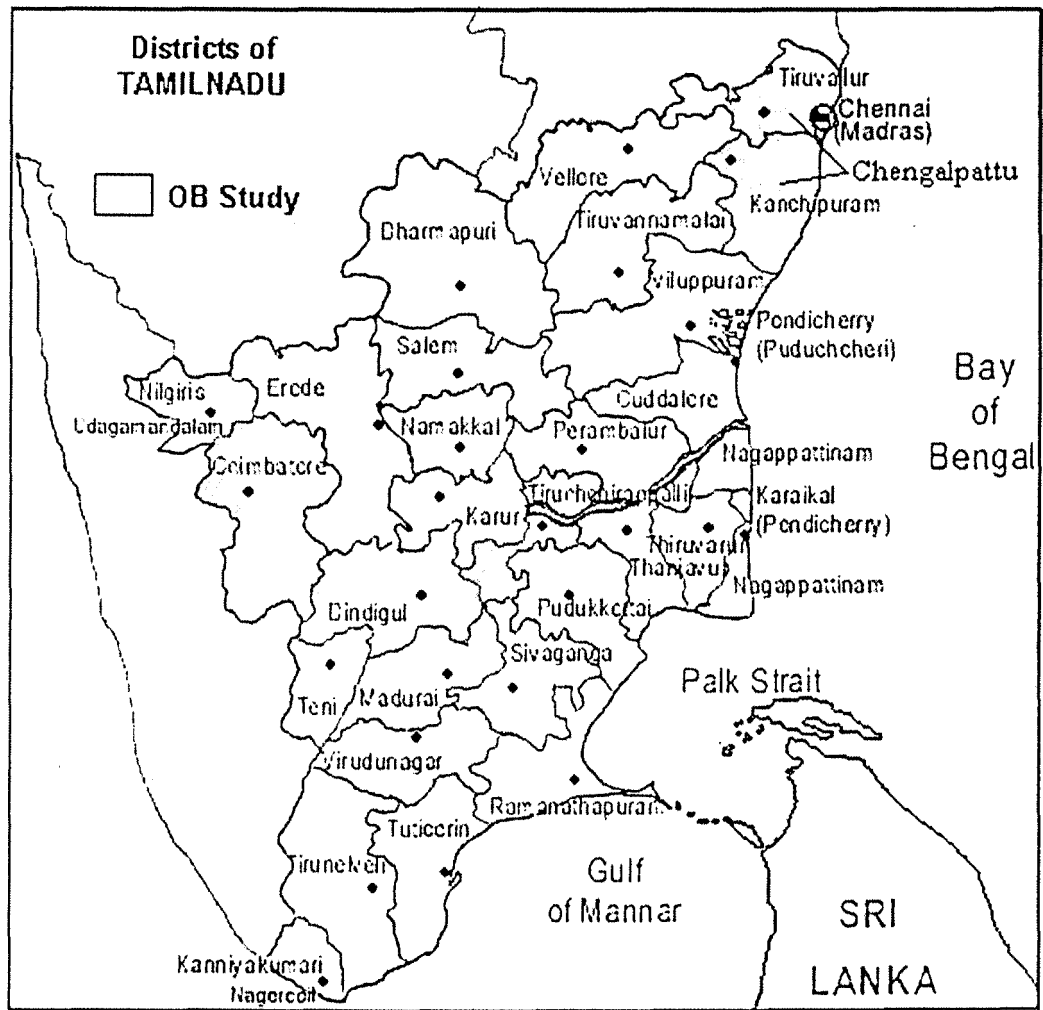 Districts of
TAMILNADU
OB Study
Tiruvallur
Chennai
(Madras)
Chengalpattu
Vellore
Kanchipuram
Tiruvannamalai
Dharmapuri
Viluppuram
Pondicherry
(Puduchcheri)
Salem
Bay
of
Bengal
Nilgiris
Erode
Cuddalore
Udagamandalam
Namakkal
Perambalur
Nagappattinam
Coimbatore
Tiruchchirappalli
Karaikal
(Pondicherry)
Karur
Thiruvarur
Thanjavur
Nagappattinam
Dindigul
Pudukkottai
Sivaganga
Palk Strait
Teni
Madurai
Virudunagar
Ramanathapuram
Tuticorin
Tirunelveli
Gulf
of Mannar
SRI
LANKA
Kanniyakumari
Nagercoil